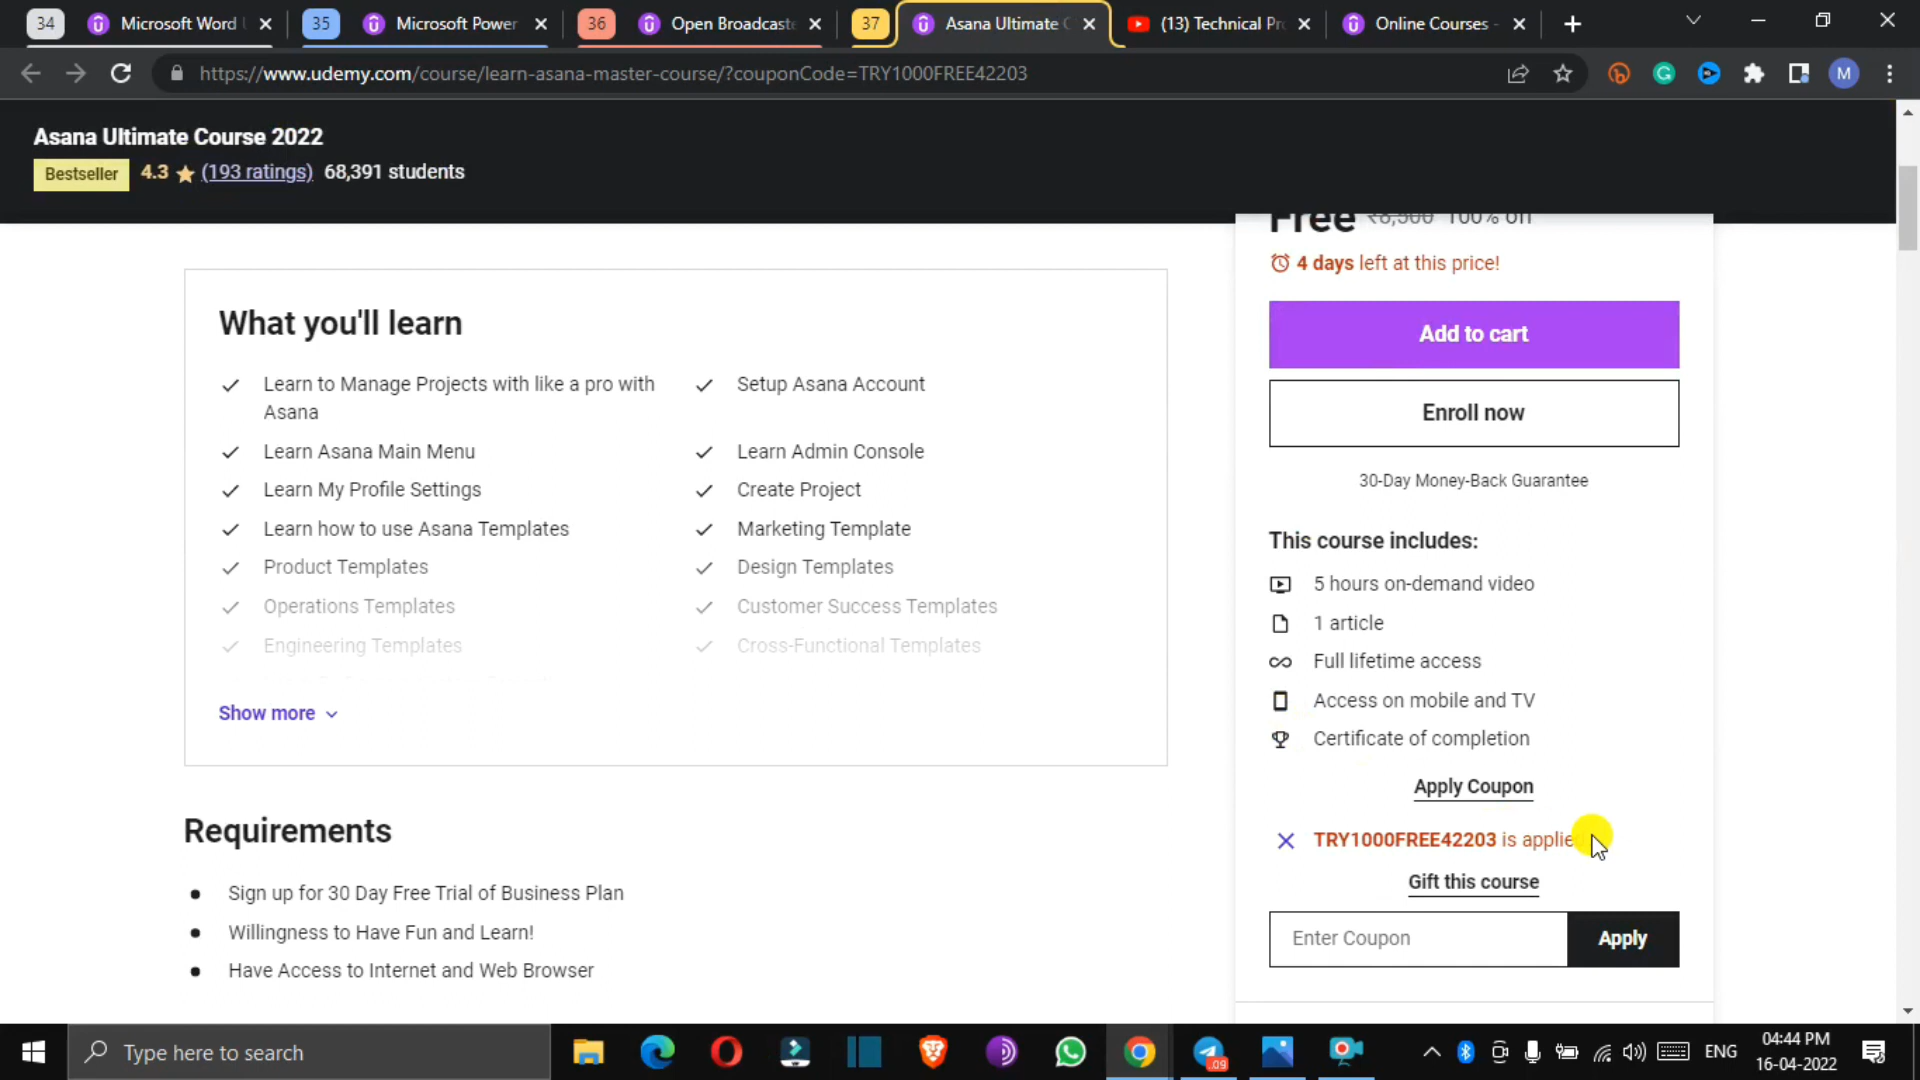 34 Microsoft Word
35 Microsoft Power
36 Open Broadcaste
37 Asana Ultimate C
(13) Technical Pr
Online Courses -
https://www.udemy.com/course/learn-asana-master-course/?couponCode=TRY1000FREE42203
M
Asana Ultimate Course 2022
Bestseller 4.3 (193 ratings) 68,391 students
Free ₹8,500 100% off
4 days left at this price!
Add to cart
Enroll now
30-Day Money-Back Guarantee
This course includes:
5 hours on-demand video
1 article
Full lifetime access
Access on mobile and TV
Certificate of completion
Apply Coupon
TRY1000FREE42203 is applied
Gift this course
Enter Coupon Apply
What you'll learn
Learn to Manage Projects with like a pro with
Asana
Setup Asana Account
Learn Asana Main Menu
Learn Admin Console
Learn My Profile Settings
Create Project
Learn how to use Asana Templates
Marketing Template
Product Templates
Design Templates
Operations Templates
Customer Success Templates
Engineering Templates
Cross-Functional Templates
Show more
Requirements
Sign up for 30 Day Free Trial of Business Plan
Willingness to Have Fun and Learn!
Have Access to Internet and Web Browser
Type here to search
.09
ENG
04:44 PM
16-04-2022